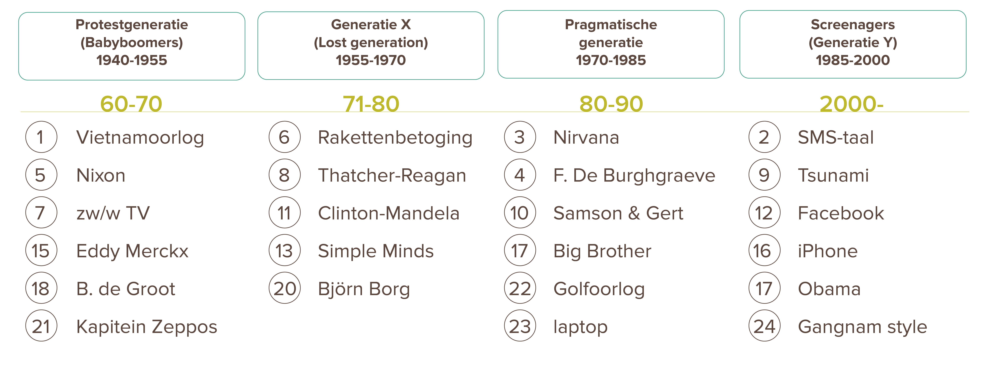 Protestgeneratie
(Babyboomers)
1940-1955
Generatie X
(Lost generation)
1955-1970
Pragmatische
generatie
1970-1985
Screenagers
(Generatie Y)
1985-2000
60-70
71-80
80-90
2000-
1 Vietnamoorlog
5 Nixon
7 zw/w TV
15 Eddy Merckx
18 B. de Groot
21 Kapitein Zeppos
6 Rakettenbetoging
8 Thatcher-Reagan
11 Clinton-Mandela
13 Simple Minds
20 Björn Borg
3 Nirvana
4 F. De Burghgraeve
10 Samson & Gert
17 Big Brother
22 Golfoorlog
23 laptop
2 SMS-taal
9 Tsunami
12 Facebook
16 iPhone
17 Obama
24 Gangnam style